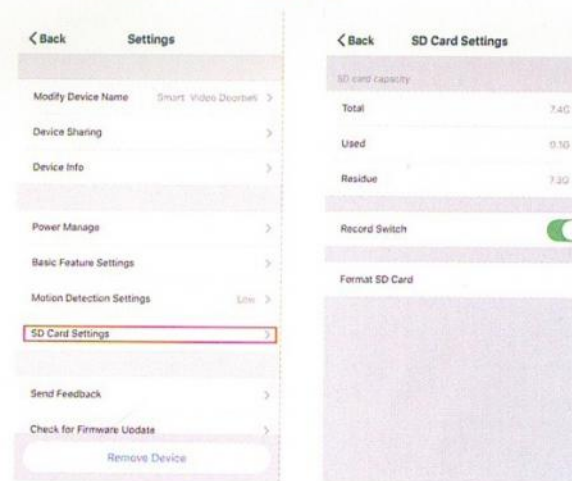 < Back Settings
Modify Device Name Smart Video Doorbell >
Device Sharing >
Device Info >
Power Manage >
Basic Feature Settings >
Motion Detection Settings Low >
SD Card Settings >
Send Feedback >
Check for Firmware Update >
Remove Device
< Back SD Card Settings
SD card capacity
Total 7.4G
Used 0.1G
Residue 7.3G
Record Switch
Format SD Card